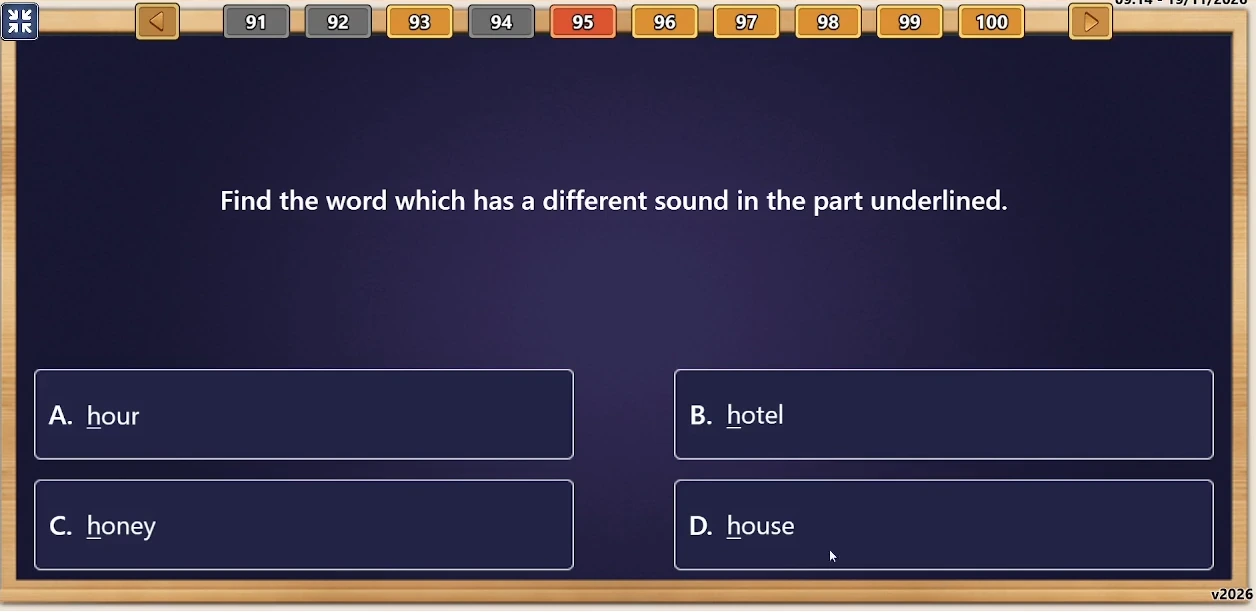 91 92 93 94 95 96 97 98 99 100
Find the word which has a different sound in the part underlined.
A. hour
B. hotel
C. honey
D. house
v2026